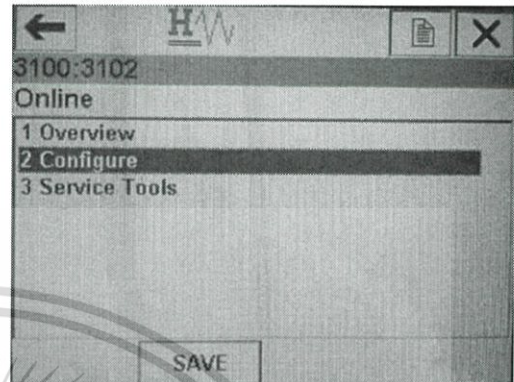 H
3100:3102
Online
1 Overview
2 Configure
3 Service Tools
SAVE